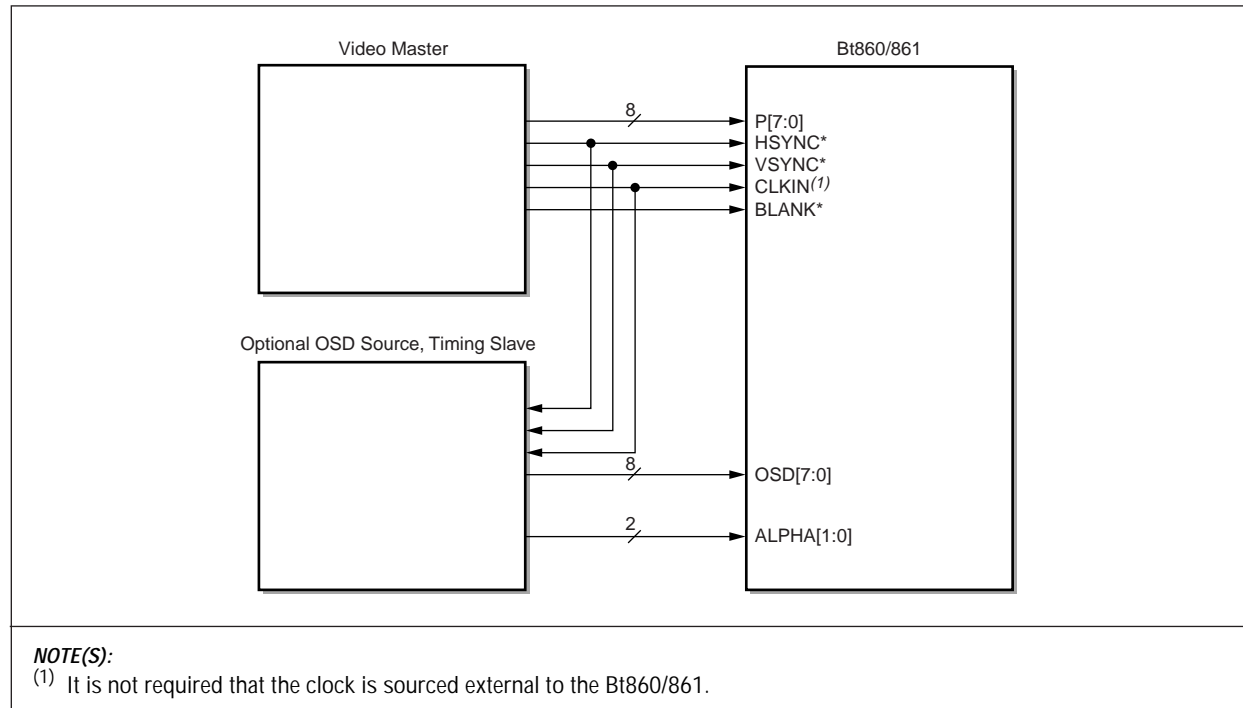 Video Master
Bt860/861
8
P[7:0]
HSYNC*
VSYNC*
CLKIN(1)
BLANK*
Optional OSD Source, Timing Slave
8
OSD[7:0]
2
ALPHA[1:0]
NOTE(S):
(1) It is not required that the clock is sourced external to the Bt860/861.